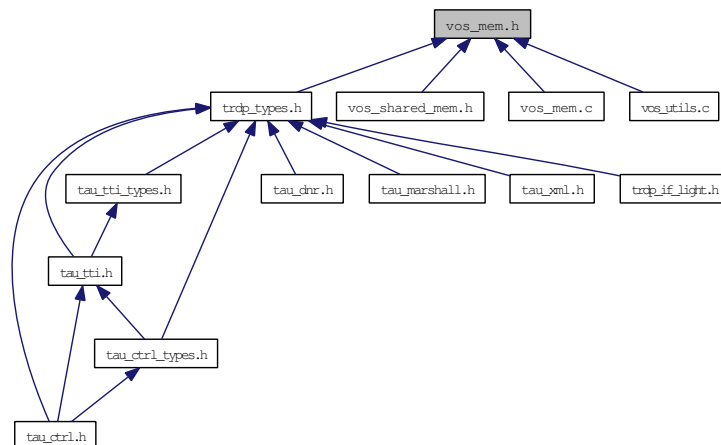 vos_mem.h
trdp_types.h
vos_shared_mem.h
vos_mem.c
vos_utils.c
tau_tti_types.h
tau_dnr.h
tau_marshall.h
tau_xml.h
trdp_if_light.h
tau_tti.h
tau_ctrl_types.h
tau_ctrl.h